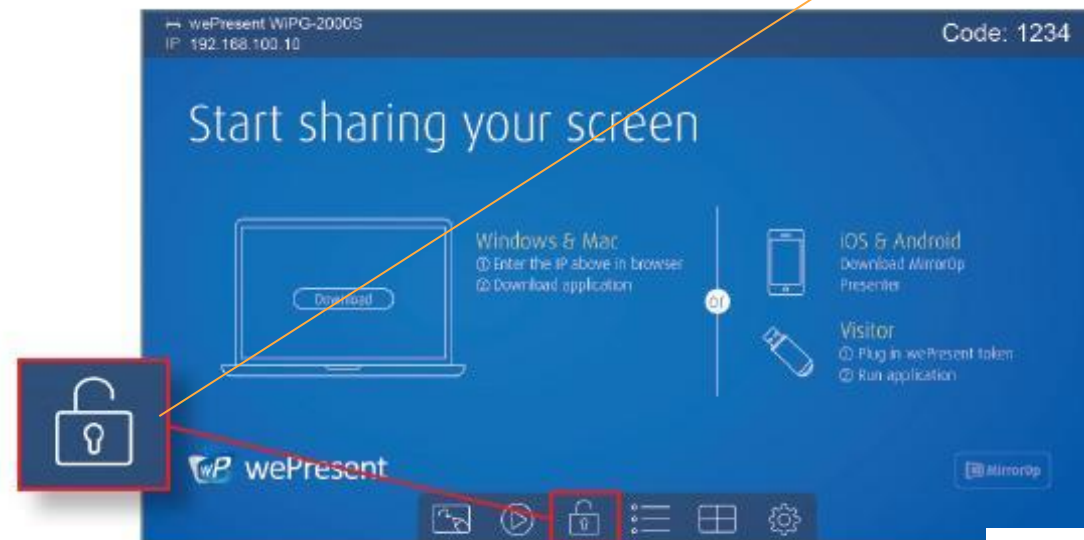 wePresent WiPG-2000S
IP 192.168.100.10
Code: 1234
Start sharing your screen
Download
Windows & Mac
① Enter the IP above in browser
② Download application
or
iOS & Android
Download MirrorOp
Presenter
Visitor
① Plug in wePresent token
② Run application
wP wePresent
MirrorOp